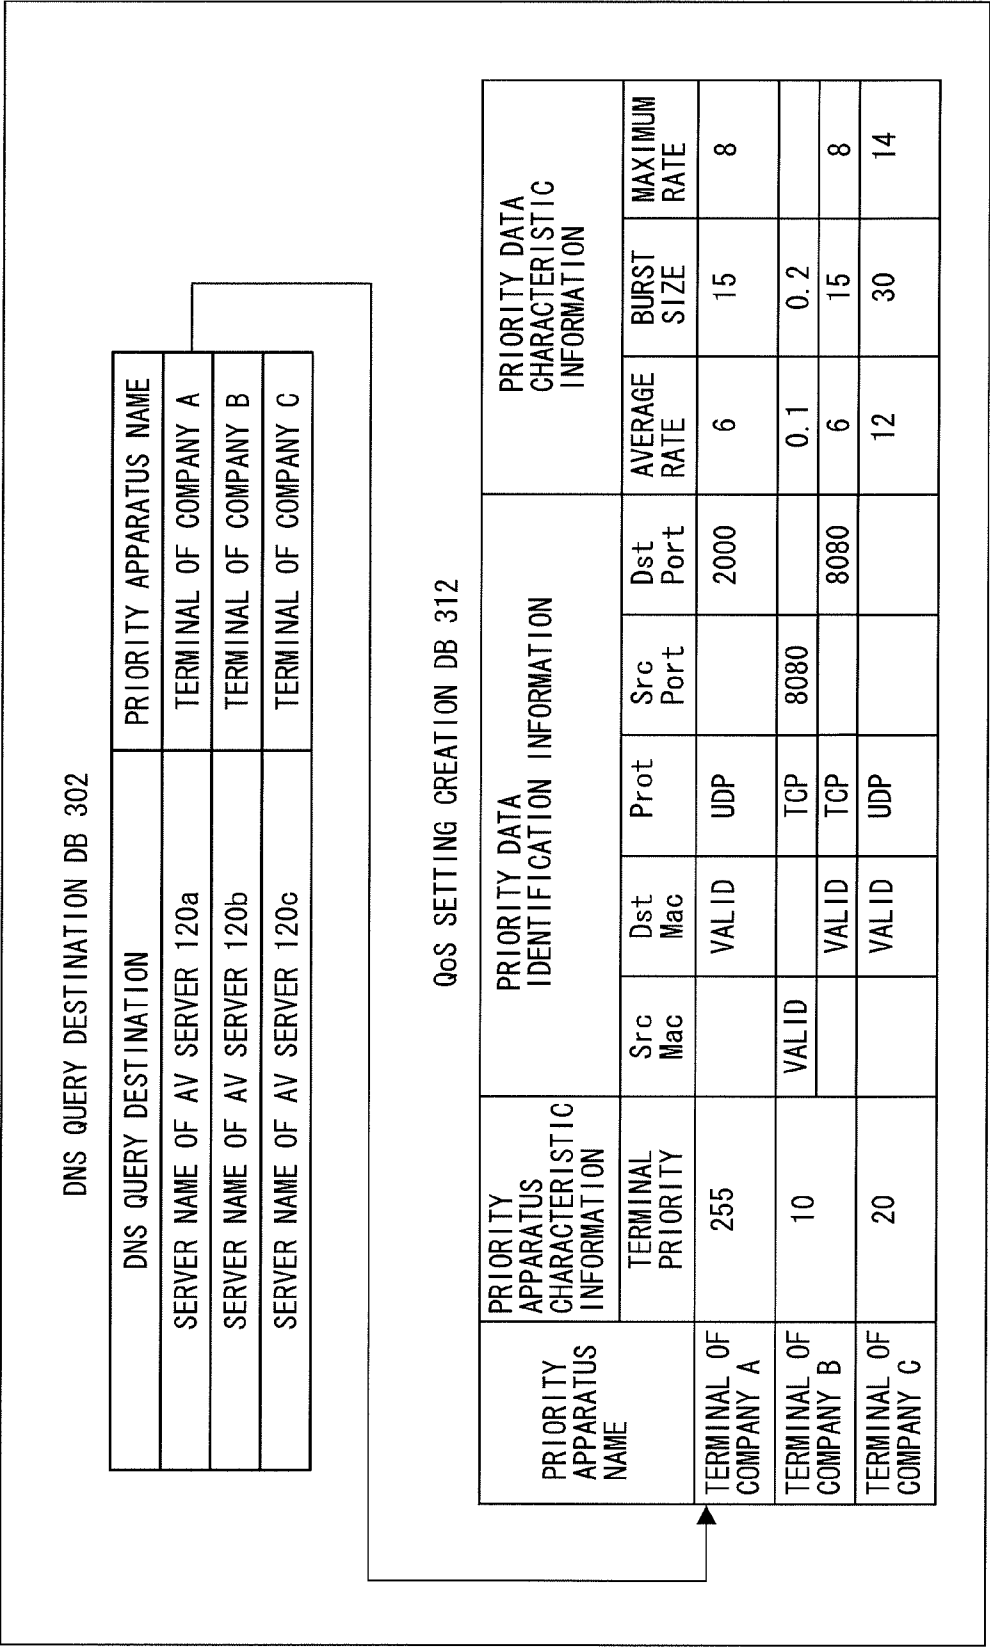 DNS QUERY DESTINATION DB 302
DNS QUERY DESTINATION
PRIORITY APPARATUS NAME
SERVER NAME OF AV SERVER 120a
TERMINAL OF COMPANY A
SERVER NAME OF AV SERVER 120b
TERMINAL OF COMPANY B
SERVER NAME OF AV SERVER 120c
TERMINAL OF COMPANY C
QoS SETTING CREATION DB 312
PRIORITY
APPARATUS
NAME
PRIORITY
APPARATUS
CHARACTERISTIC
INFORMATION
PRIORITY DATA
IDENTIFICATION INFORMATION
PRIORITY DATA
CHARACTERISTIC
INFORMATION
TERMINAL
PRIORITY
Src
Mac
Dst
Mac
Prot
Src
Port
Dst
Port
AVERAGE
RATE
BURST
SIZE
MAXIMUM
RATE
TERMINAL OF
COMPANY A
255
VALID
UDP
2000
6
15
8
TERMINAL OF
COMPANY B
10
VALID
TCP
8080
0.1
0.2
VALID
TCP
8080
6
15
8
TERMINAL OF
COMPANY C
20
VALID
UDP
12
30
14